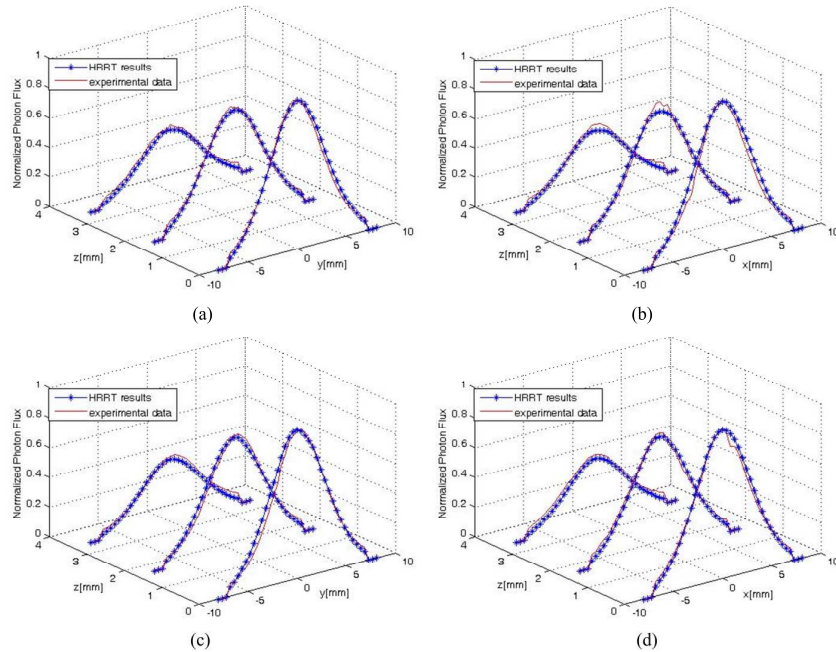 1
0.8
0.6
0.4
0.2
0
Normalized Photon Flux
HRRT results
experimental data
4
3
2
1
0
z[mm]
-10
-5
0
5
10
y[mm]
(a)
1
0.8
0.6
0.4
0.2
0
Normalized Photon Flux
HRRT results
experimental data
4
3
2
1
0
z[mm]
-10
-5
0
5
10
x[mm]
(b)
1
0.8
0.6
0.4
0.2
0
Normalized Photon Flux
HRRT results
experimental data
4
3
2
1
0
z[mm]
-10
-5
0
5
10
y[mm]
(c)
1
0.8
0.6
0.4
0.2
0
Normalized Photon Flux
HRRT results
experimental data
4
3
2
1
0
z[mm]
-10
-5
0
5
10
x[mm]
(d)